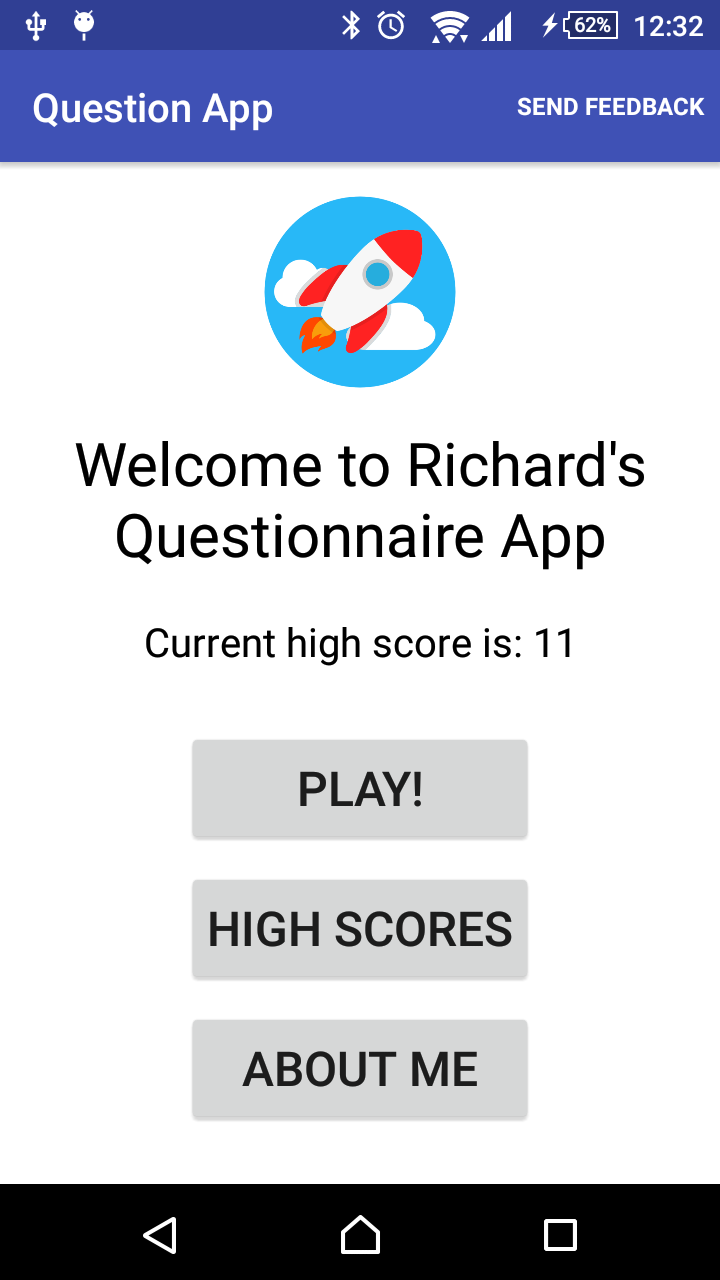 62% 12:32
Question App SEND FEEDBACK
Welcome to Richard's
Questionnaire App
Current high score is: 11
PLAY!
HIGH SCORES
ABOUT ME